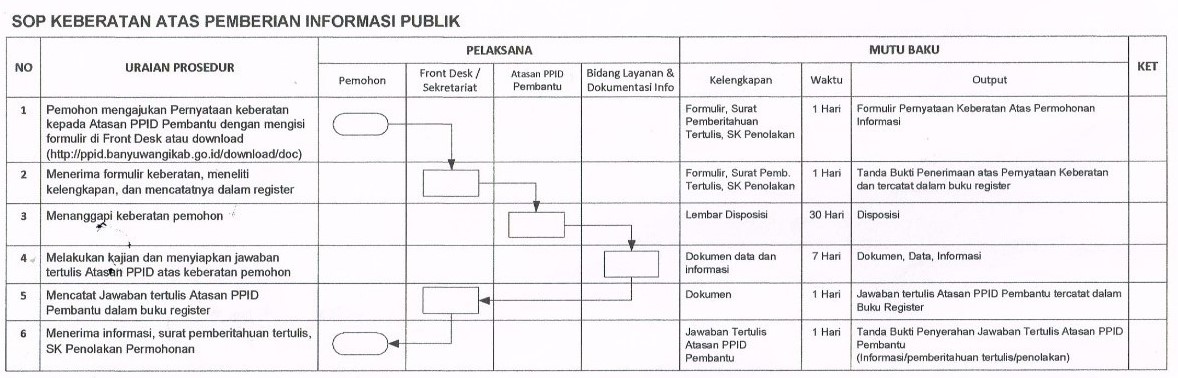 SOP KEBERATAN ATAS PEMBERIAN INFORMASI PUBLIK
NO
URAIAN PROSEDUR
PELAKSANA
MUTU BAKU
KET
Pemohon
Front Desk /
Sekretariat
Atasan PPID
Pembantu
Bidang Layanan &
Dokumentasi Info
Kelengkapan
Waktu
Output
1
Pemohon mengajukan Pernyataan keberatan
kepada Atasan PPID Pembantu dengan mengisi
formulir di Front Desk atau download
(http://ppid.banyuwangikab.go.id/download/doc)
Formulir, Surat
Pemberitahuan
Tertulis, SK Penolakan
1 Hari
Formulir Pernyataan Keberatan Atas Permohonan
Informasi
2
Menerima formulir keberatan, meneliti
kelengkapan, dan mencatatnya dalam register
Formulir, Surat Pemb.
Tertulis, SK Penolakan
1 Hari
Tanda Bukti Penerimaan atas Pernyataan Keberatan
dan tercatat dalam buku register
3
Menanggapi keberatan pemohon
Lembar Disposisi
30 Hari
Disposisi
4
Melakukan kajian dan menyiapkan jawaban
tertulis Atasan PPID atas keberatan pemohon
Dokumen data dan
informasi
7 Hari
Dokumen, Data, Informasi
5
Mencatat Jawaban tertulis Atasan PPID
Pembantu dalam buku register
Dokumen
1 Hari
Jawaban tertulis Atasan PPID Pembantu tercatat dalam
Buku Register
6
Menerima informasi, surat pemberitahuan tertulis,
SK Penolakan Permohonan
Jawaban Tertulis
Atasan PPID
Pembantu
1 Hari
Tanda Bukti Penyerahan Jawaban Tertulis Atasan PPID
Pembantu
(Informasi/pemberitahuan tertulis/penolakan)